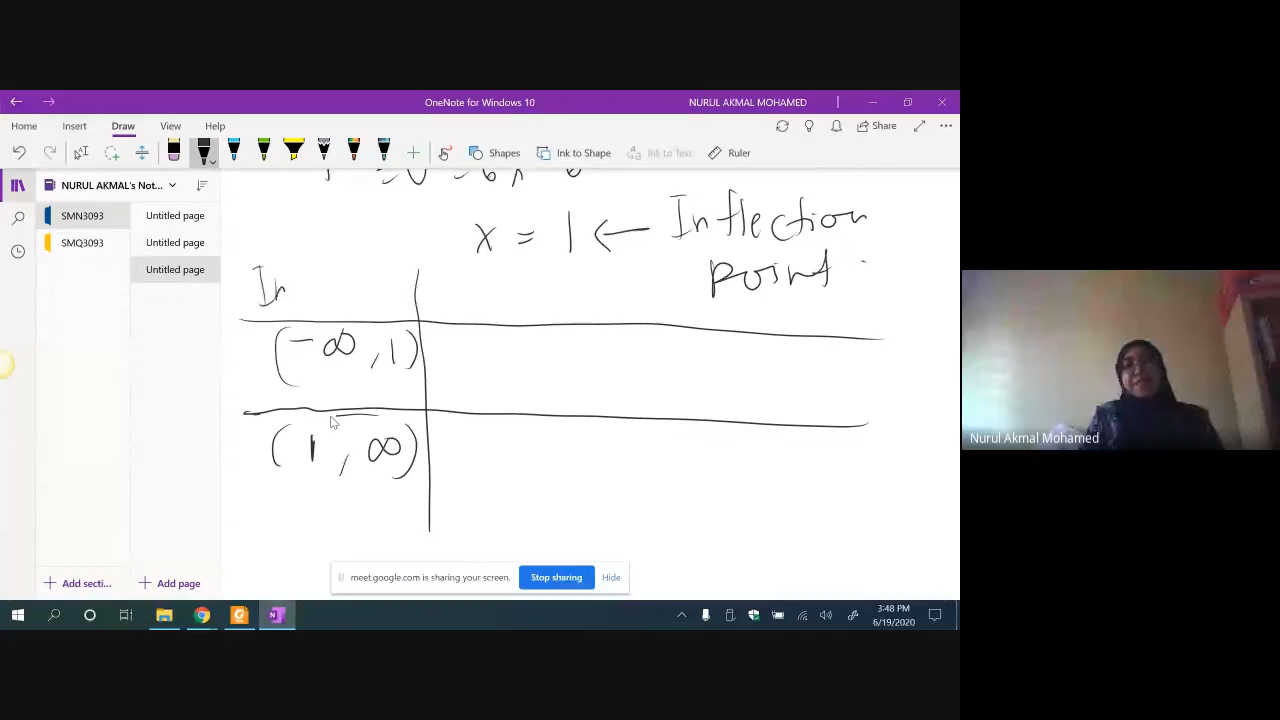 OneNote for Windows 10
NURUL AKMAL MOHAMED
Home Insert Draw View Help
Share
Shapes Ink to Shape Ink to Text Ruler
NURUL AKMAL's Not...
SMN3093
SMQ3093
Untitled page
Untitled page
Untitled page
x = 1 ← Inflection
point.
In
(-∞, 1)
(1, ∞)
Add secti...
Add page
meet.google.com is sharing your screen. Stop sharing Hide
3:48 PM
6/19/2020
Nurul Akmal Mohamed